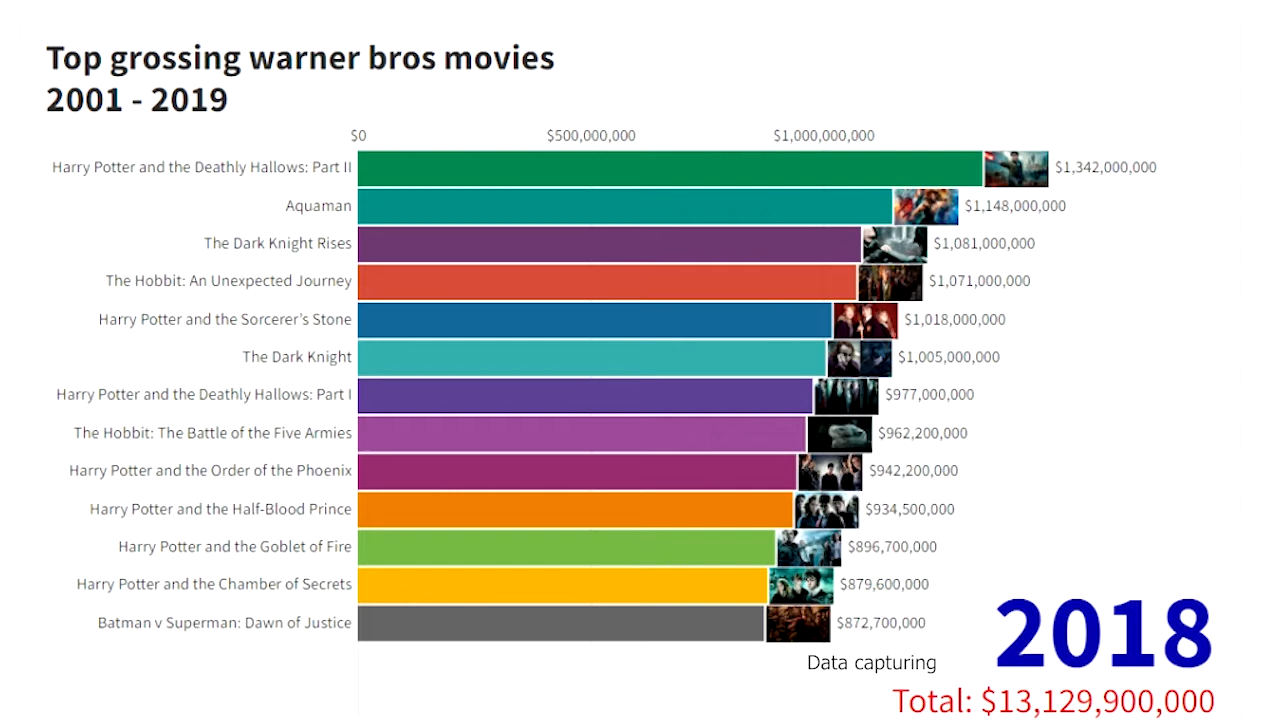 Top grossing warner bros movies
2001 - 2019
$0 $500,000,000 $1,000,000,000
Harry Potter and the Deathly Hallows: Part II $1,342,000,000
Aquaman $1,148,000,000
The Dark Knight Rises $1,081,000,000
The Hobbit: An Unexpected Journey $1,071,000,000
Harry Potter and the Sorcerer’s Stone $1,018,000,000
The Dark Knight $1,005,000,000
Harry Potter and the Deathly Hallows: Part I $977,000,000
The Hobbit: The Battle of the Five Armies $962,200,000
Harry Potter and the Order of the Phoenix $942,200,000
Harry Potter and the Half-Blood Prince $934,500,000
Harry Potter and the Goblet of Fire $896,700,000
Harry Potter and the Chamber of Secrets $879,600,000
Batman v Superman: Dawn of Justice $872,700,000
2018
Data capturing
Total: $13,129,900,000